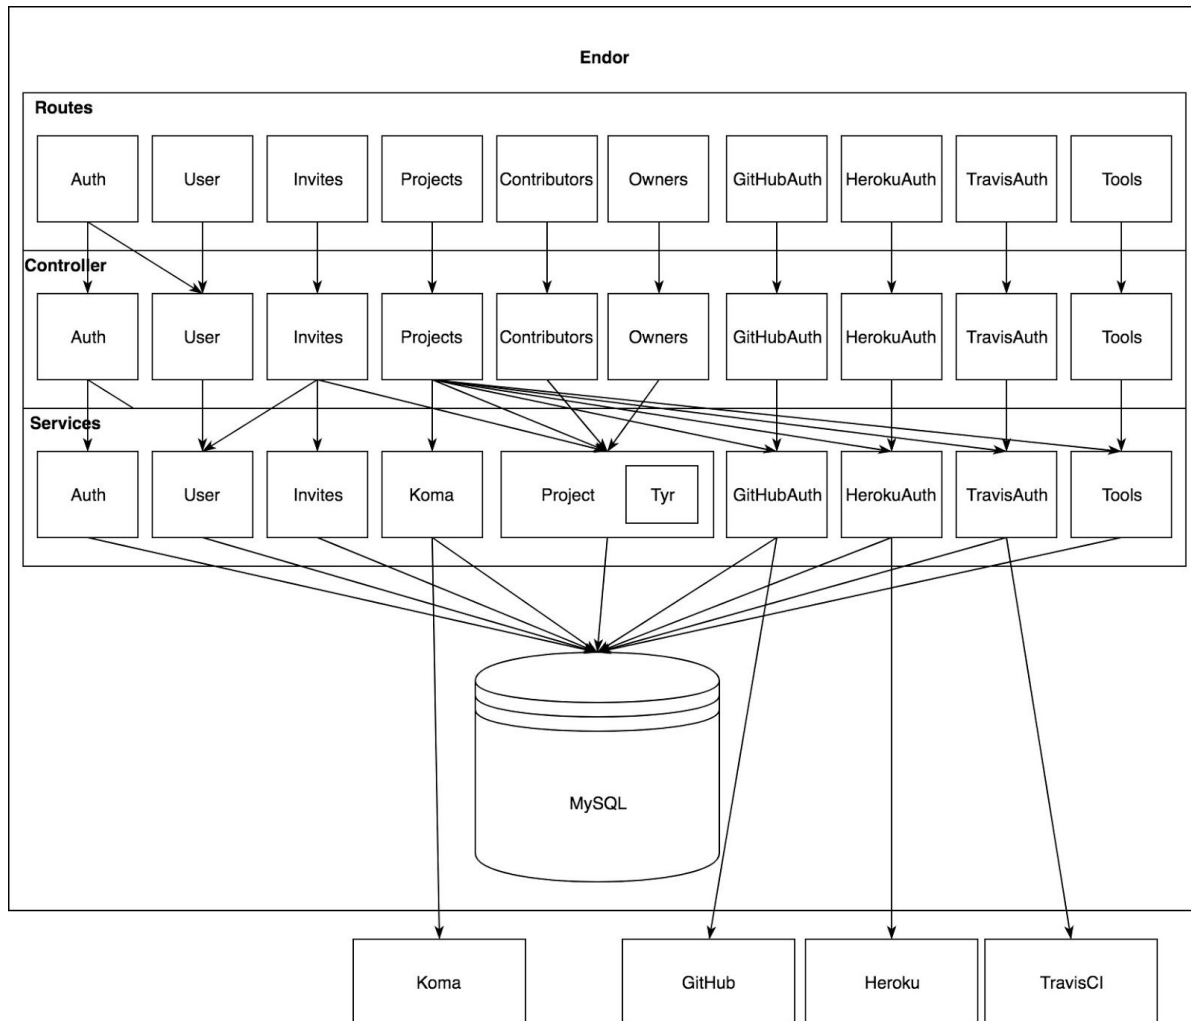 Endor
Routes
Auth User Invites Projects Contributors Owners GitHubAuth HerokuAuth TravisAuth Tools
Controller
Auth User Invites Projects Contributors Owners GitHubAuth HerokuAuth TravisAuth Tools
Services
Auth User Invites Koma Project Tyr GitHubAuth HerokuAuth TravisAuth Tools
MySQL
Koma GitHub Heroku TravisCI